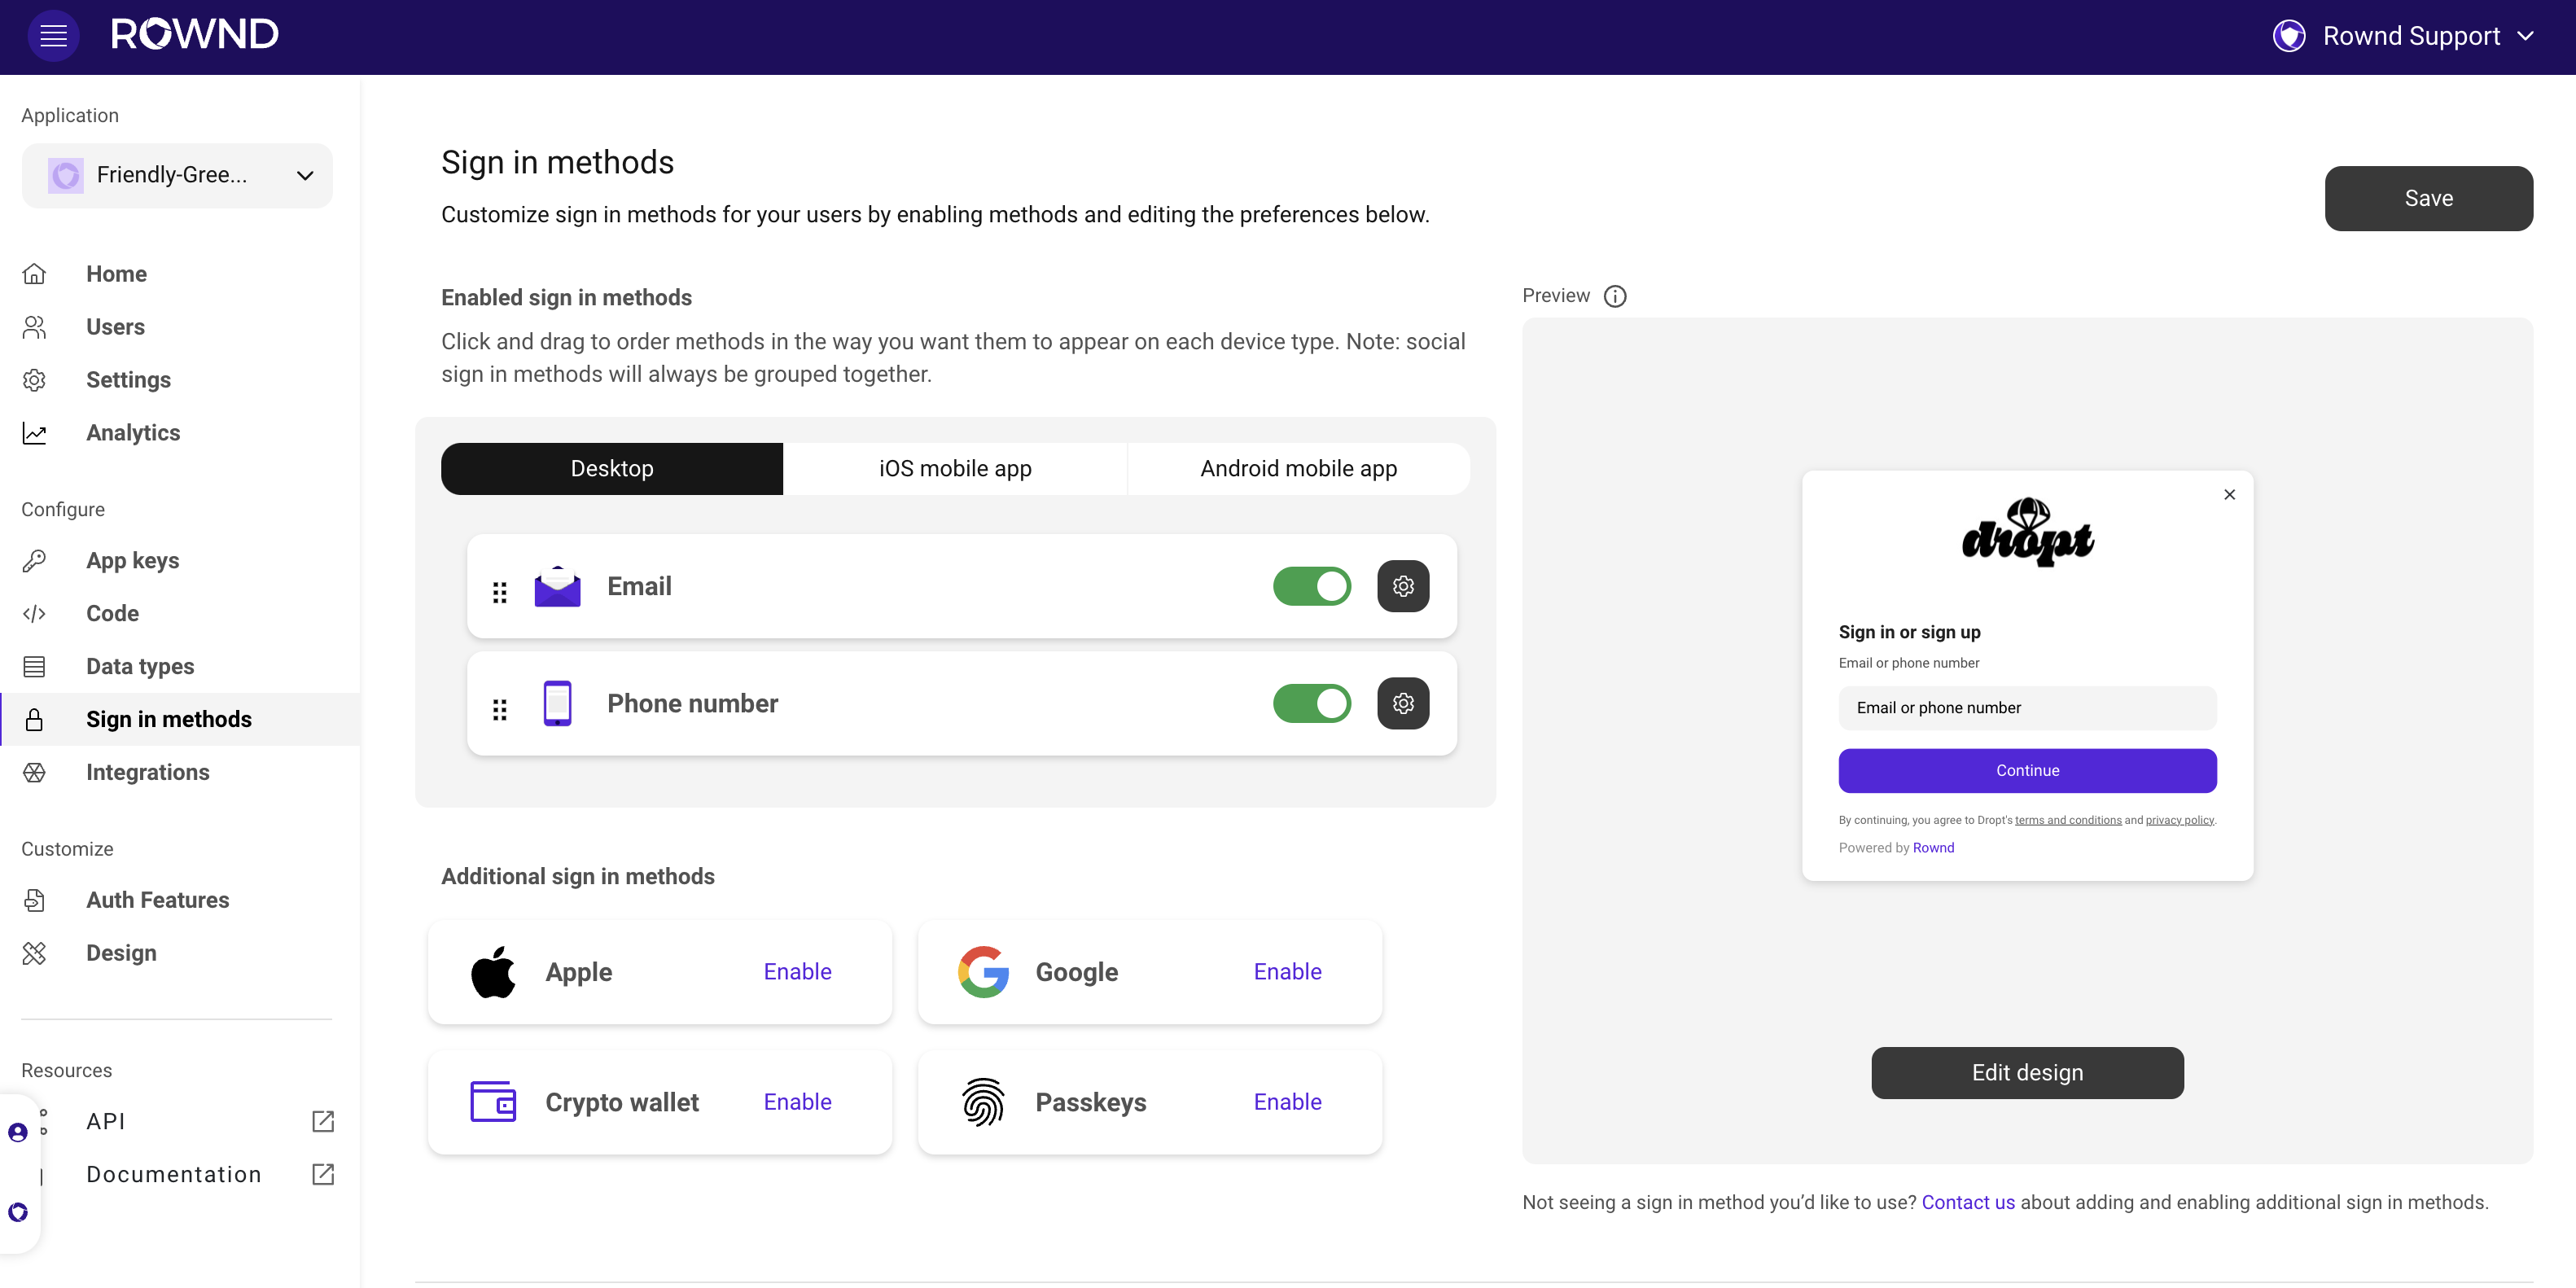 ROWND
Rownd Support
Application
Friendly-Gree...
Home
Users
Settings
Analytics
Configure
App keys
Code
Data types
Sign in methods
Integrations
Customize
Auth Features
Design
Resources
API
Documentation
Sign in methods
Customize sign in methods for your users by enabling methods and editing the preferences below.
Save
Enabled sign in methods
Click and drag to order methods in the way you want them to appear on each device type. Note: social
sign in methods will always be grouped together.
Desktop
iOS mobile app
Android mobile app
Email
Phone number
Additional sign in methods
Apple
Enable
Google
Enable
Crypto wallet
Enable
Passkeys
Enable
Preview
dropt
Sign in or sign up
Email or phone number
Email or phone number
Continue
By continuing, you agree to Dropt's terms and conditions and privacy policy.
Powered by Rownd
Edit design
Not seeing a sign in method you’d like to use? Contact us about adding and enabling additional sign in methods.